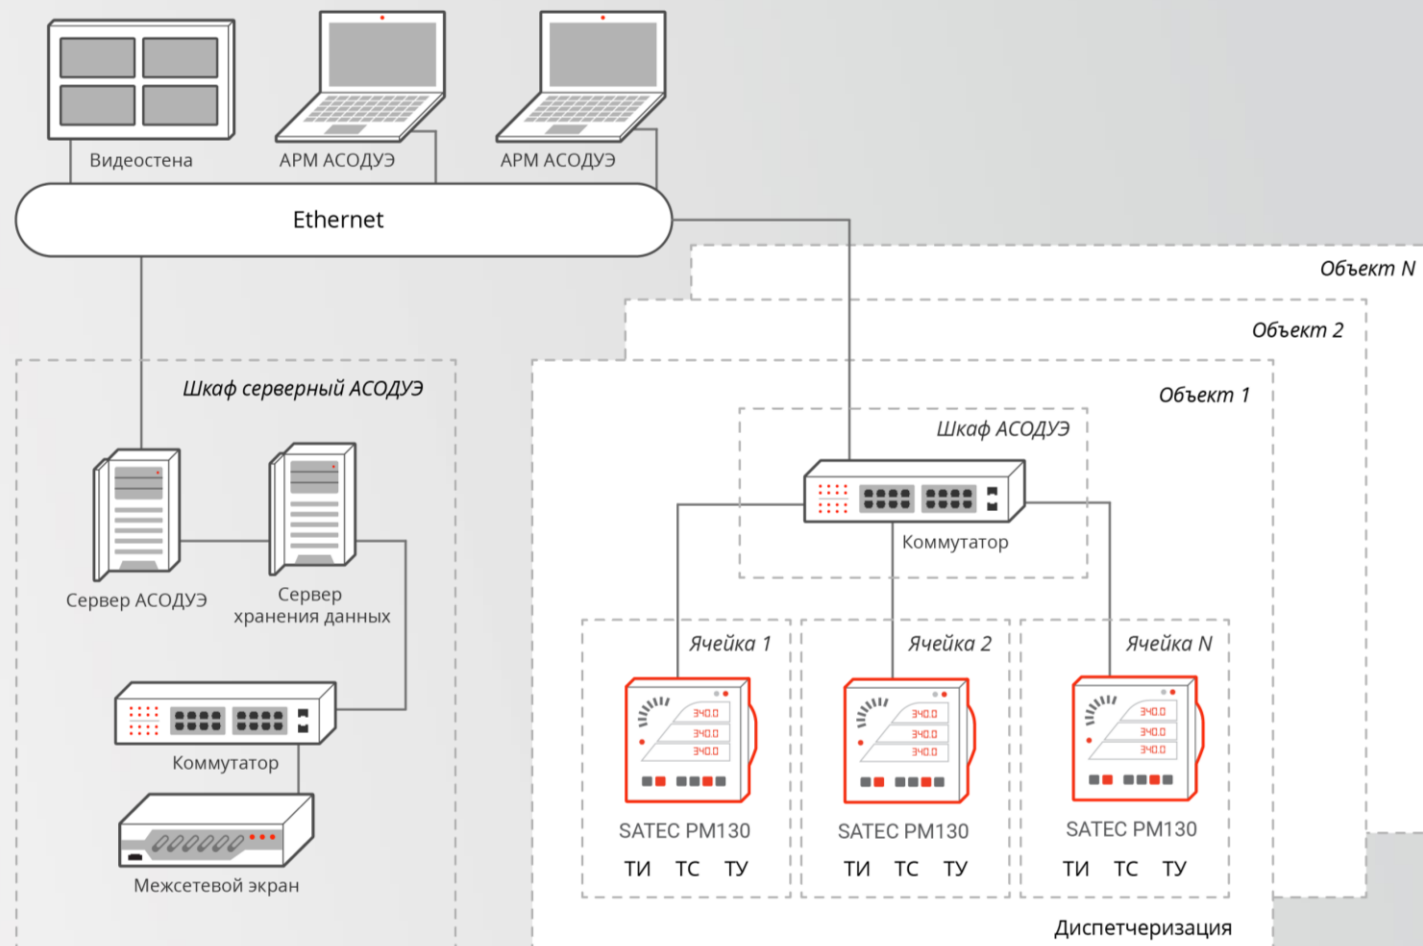 Видеостена
АРМ АСОДУЭ
АРМ АСОДУЭ
Ethernet
Объект N
Объект 2
Объект 1
Шкаф серверный АСОДУЭ
Сервер АСОДУЭ
Сервер
хранения данных
Коммутатор
Межсетевой экран
Шкаф АСОДУЭ
Коммутатор
Ячейка 1
340.0
340.0
340.0
SATEC PM130
ТИ ТС ТУ
Ячейка 2
340.0
340.0
340.0
SATEC PM130
ТИ ТС ТУ
Ячейка N
340.0
340.0
340.0
SATEC PM130
ТИ ТС ТУ
Диспетчеризация